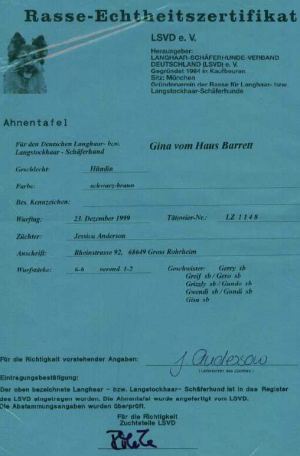 Rasse-Echtheitszertifikat
LSVD e. V.
Herausgeber:
LANGHAAR-SCHÄFERHUNDE-VERBAND
DEUTSCHLAND (LSVD) e. V.
Gegründet 1984 in Kaufbeuren
Sitz: München
Gründerverein der Rasse für Langhaar- bzw.
Langstockhaar-Schäferhunde
Ahnentafel
Für den Deutschen Langhaar- bzw.
Langstockhaar - Schäferhund
Gina vom Haus Barrett
Geschlecht Hündin
Farbe: schwarz-braun
Bes. Kennzeichen:
Wurftag: 23. Dezember 1999 Tätowier-Nr.: LZ 1148
Züchter: Jessica Anderson
Anschrift: Rheinstrasse 92, 68649 Gross Rohrheim
Wurfstärke: 6-6 verend 1-2 Geschwister: Gerry sb
Greif sb / Gero sb
Grizzly sb / Gundo sb
Gwendi sb / Gondi sb
Gisa sb
Für die Richtigkeit vorstehender Angaben: J. Anderson
Eintragungsbestätigung:
Der oben bezeichnete Langhaar - bzw. Langstockhaar- Schäferhund ist in das Register
des LSVD eingetragen worden. Die Ahnentafel wurde angefertigt vom LSVD.
Die Abstammungsangaben wurden überprüft.
Für die Richtigkeit
Zuchtstelle LSVD